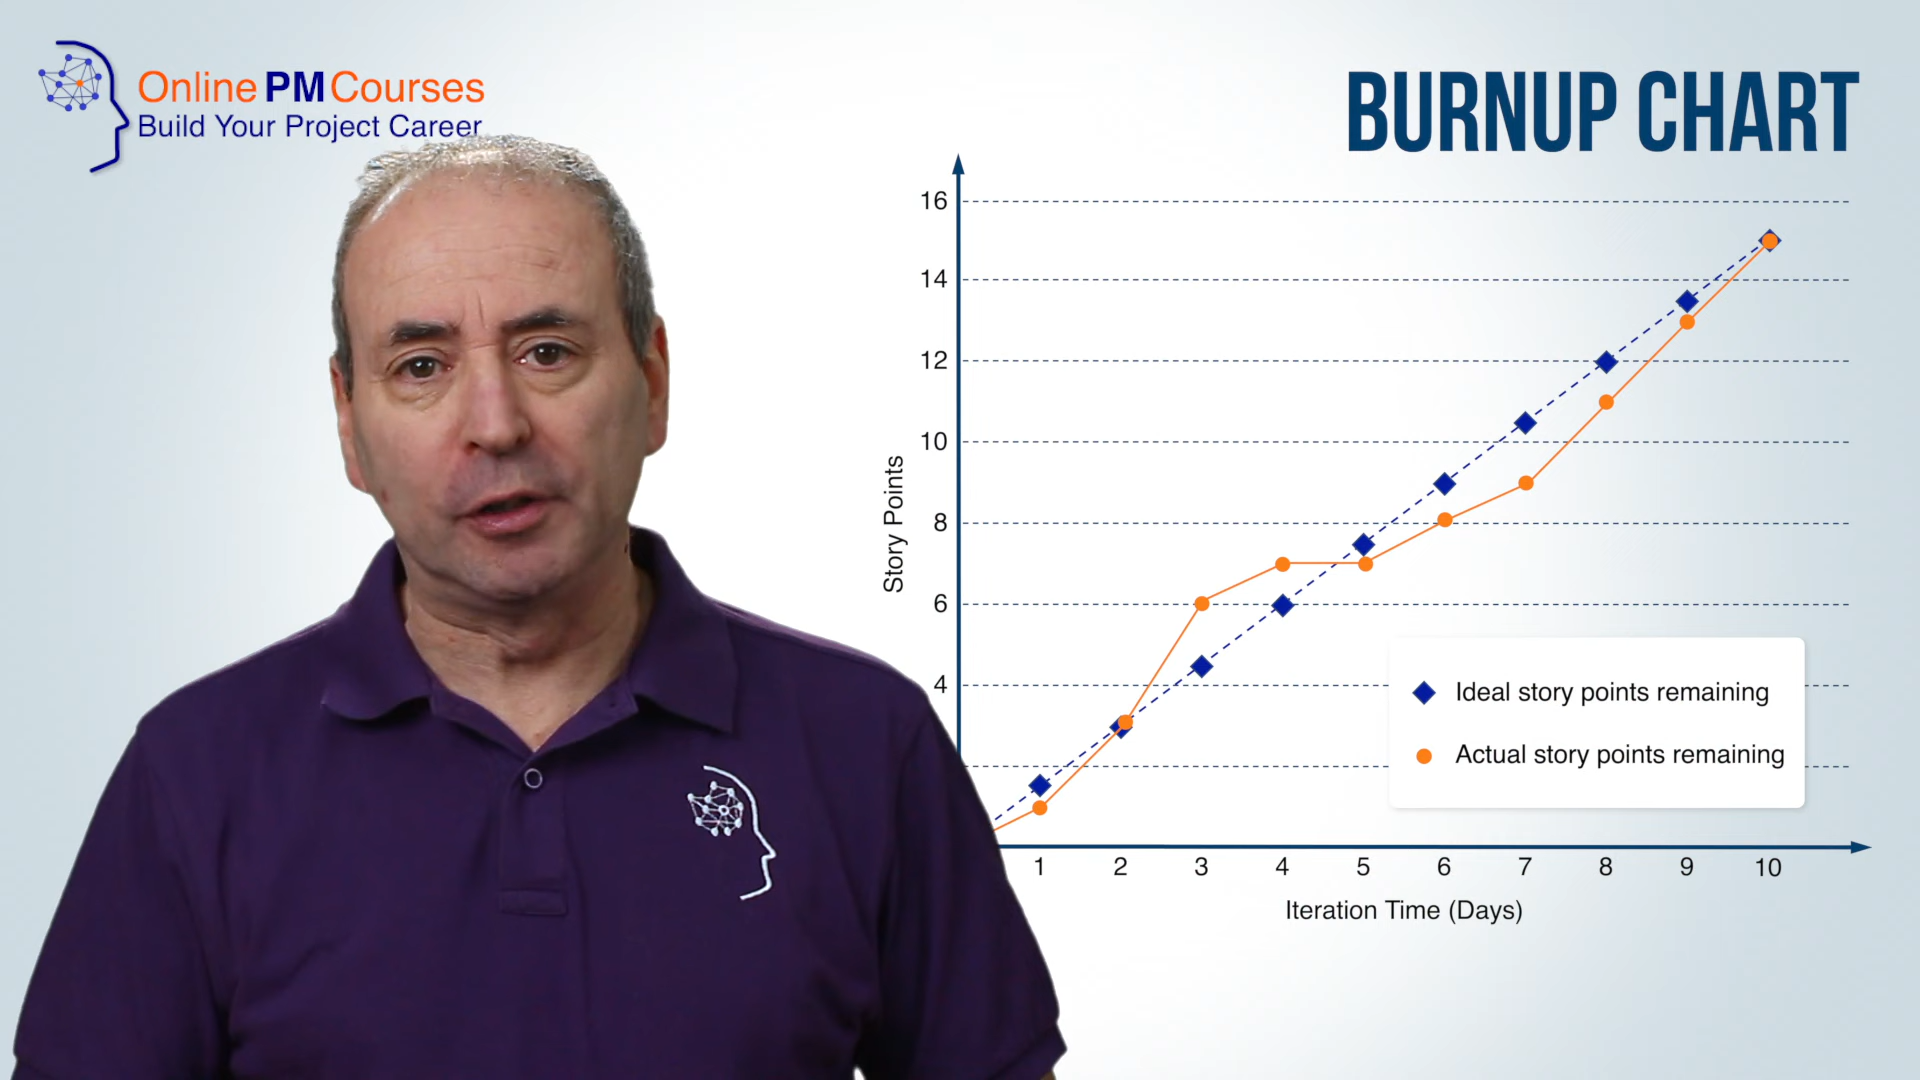 Online PM Courses
Build Your Project Career
BURNUP CHART
16
14
12
10
8
6
4
Story Points
Ideal story points remaining
Actual story points remaining
1 2 3 4 5 6 7 8 9 10
Iteration Time (Days)